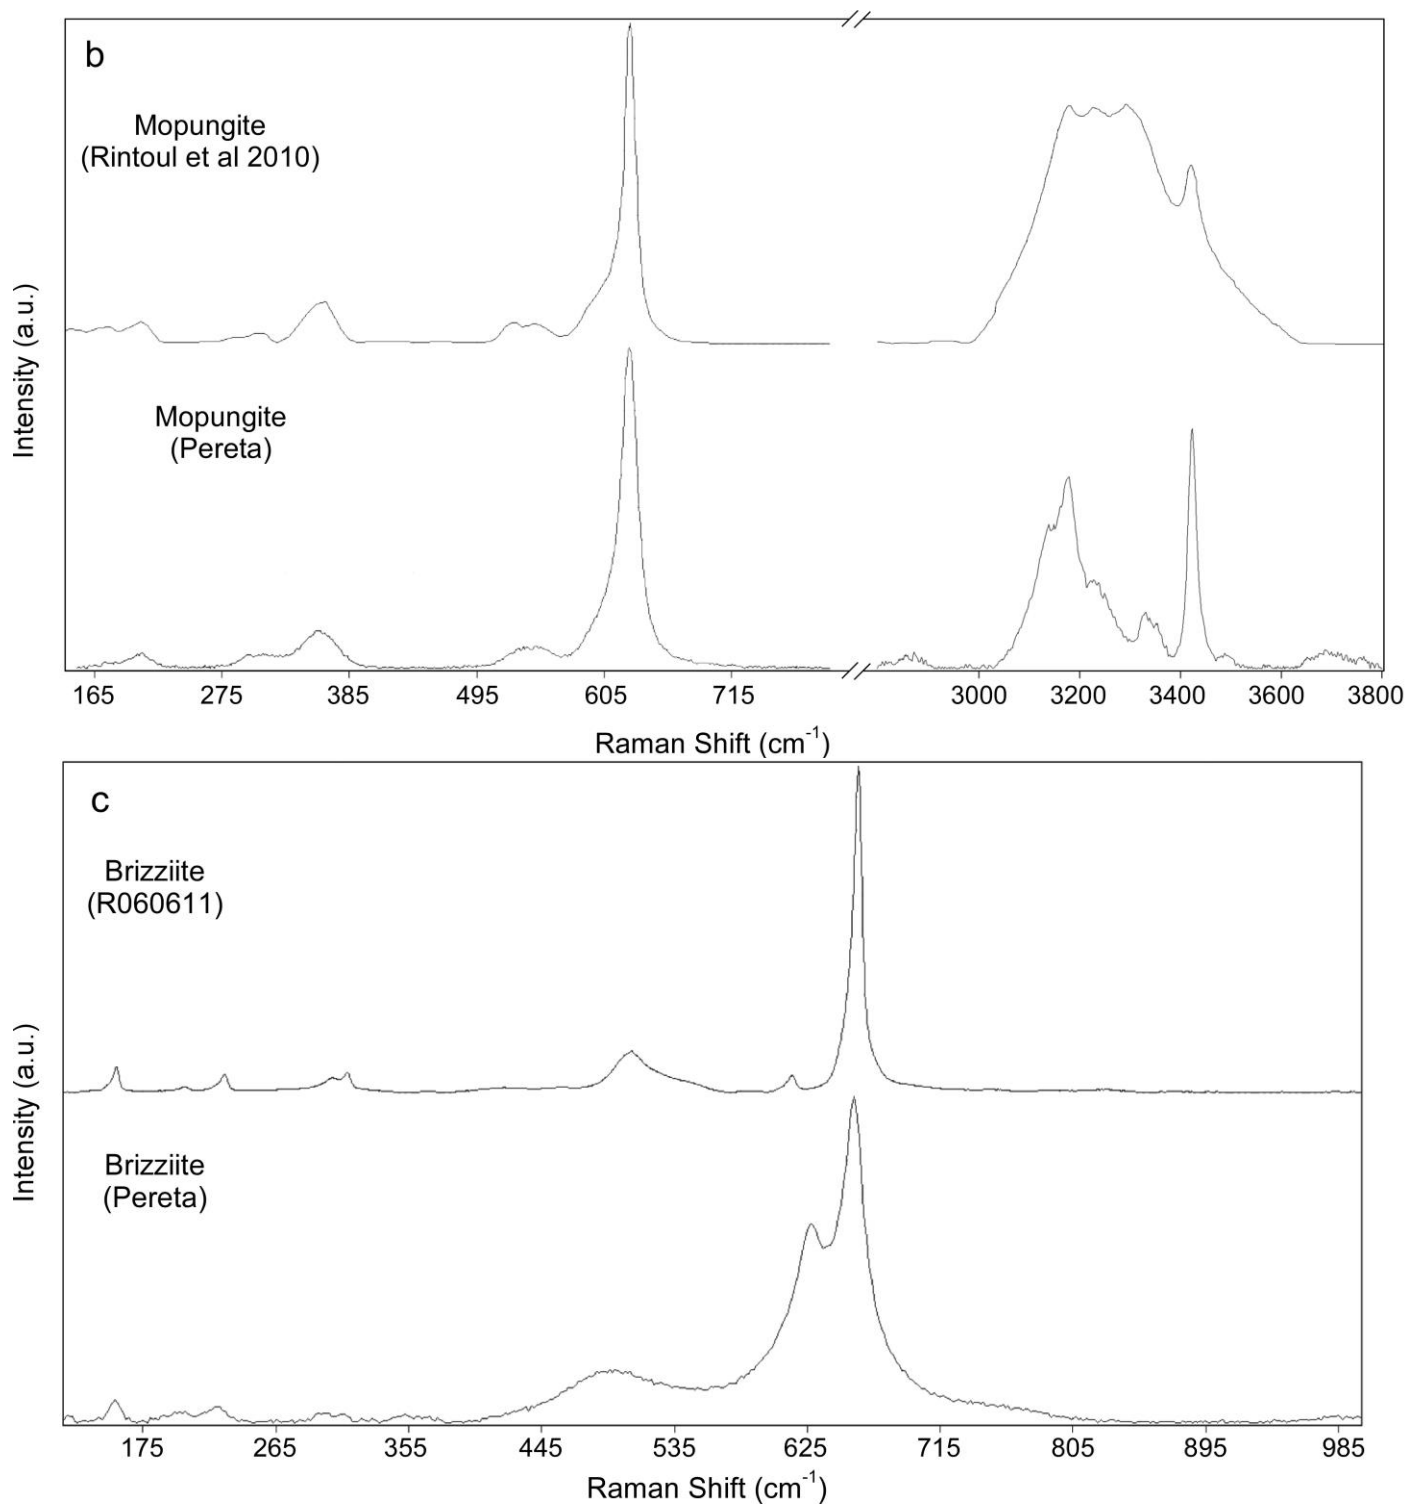 b
Mopungite
(Rintoul et al 2010)
Mopungite
(Pereta)
Intensity (a.u.)
165 275 385 495 605 715 3000 3200 3400 3600 3800
Raman Shift (cm-1)
c
Brizziite
(R060611)
Brizziite
(Pereta)
Intensity (a.u.)
175 265 355 445 535 625 715 805 895 985
Raman Shift (cm-1)